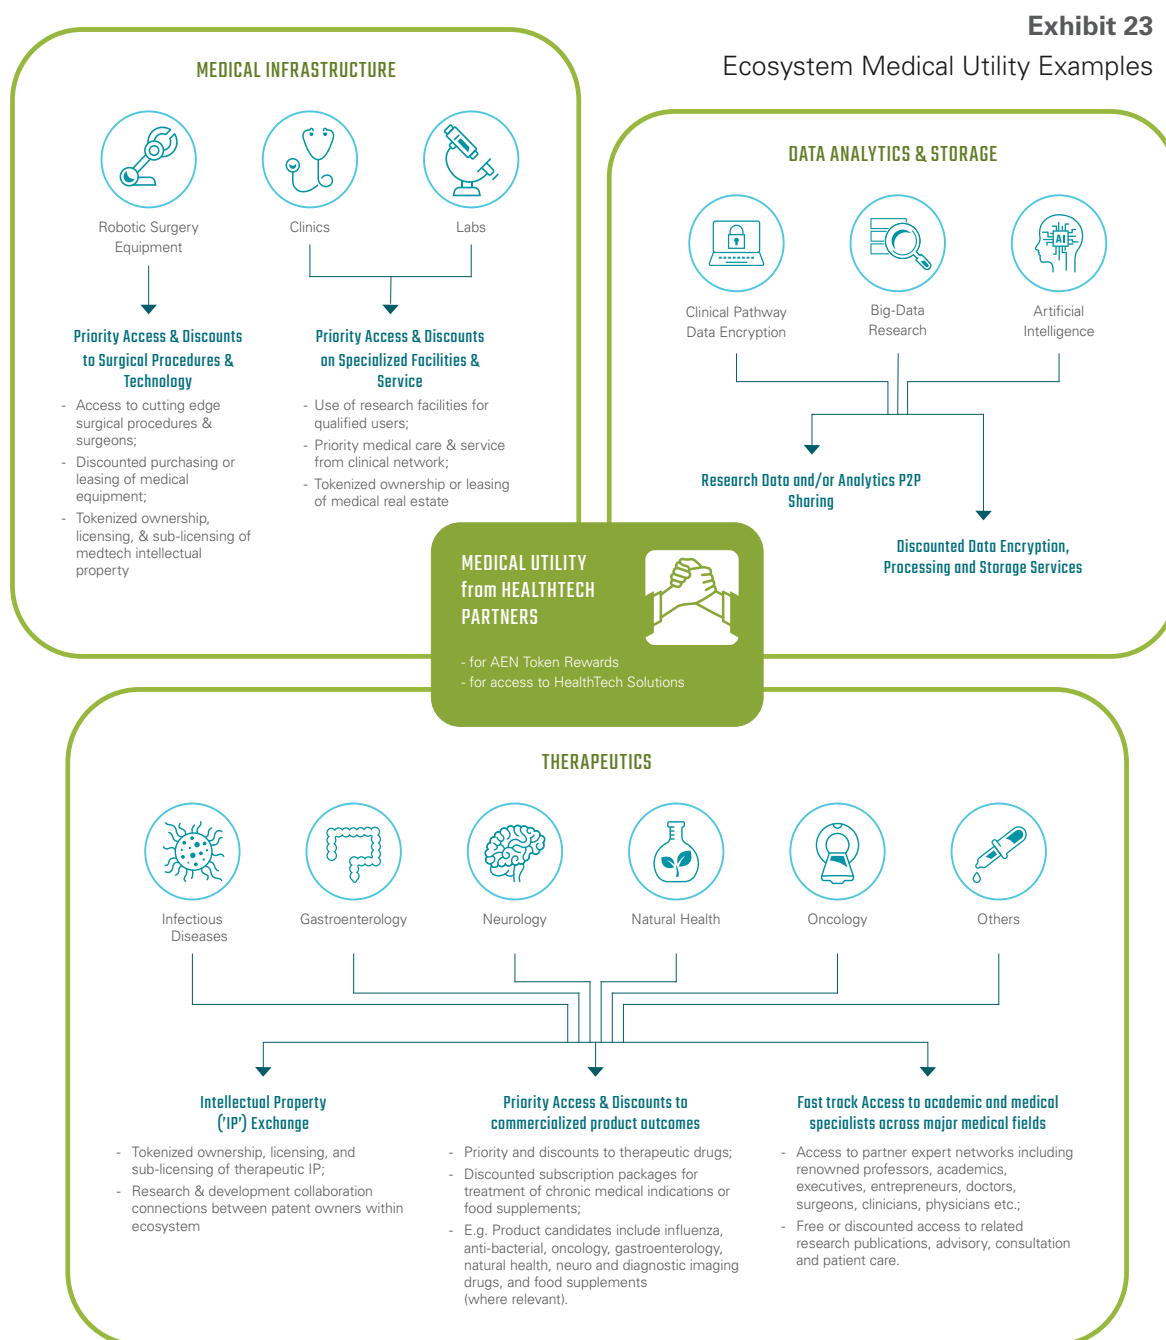 Exhibit 23
Ecosystem Medical Utility Examples
MEDICAL INFRASTRUCTURE
Robotic Surgery
Equipment
Clinics
Labs
Priority Access & Discounts
to Surgical Procedures &
Technology
- Access to cutting edge
surgical procedures &
surgeons;
- Discounted purchasing or
leasing of medical
equipment;
- Tokenized ownership,
licensing, & sub-licensing of
medtech intellectual
property
Priority Access & Discounts
on Specialized Facilities &
Service
- Use of research facilities for
qualified users;
- Priority medical care & service
from clinical network;
- Tokenized ownership or leasing
of medical real estate
DATA ANALYTICS & STORAGE
AI
Clinical Pathway
Data Encryption
Big-Data
Research
Artificial
Intelligence
Research Data and/or Analytics P2P
Sharing
Discounted Data Encryption,
Processing and Storage Services
MEDICAL UTILITY
from HEALTHTECH
PARTNERS
- for AEN Token Rewards
- for access to HealthTech Solutions
THERAPEUTICS
Infectious
Diseases
Gastroenterology
Neurology
Natural Health
Oncology
Others
Intellectual Property
('IP') Exchange
- Tokenized ownership, licensing, and
sub-licensing of therapeutic IP;
- Research & development collaboration
connections between patent owners within
ecosystem
Priority Access & Discounts to
commercialized product outcomes
- Priority and discounts to therapeutic drugs;
- Discounted subscription packages for
treatment of chronic medical indications or
food supplements;
- E.g. Product candidates include influenza,
anti-bacterial, oncology, gastroenterology,
natural health, neuro and diagnostic imaging
drugs, and food supplements
(where relevant).
Fast track Access to academic and medical
specialists across major medical fields
- Access to partner expert networks including
renowned professors, academics,
executives, entrepreneurs, doctors,
surgeons, clinicians, physicians etc.;
- Free or discounted access to related
research publications, advisory, consultation
and patient care.